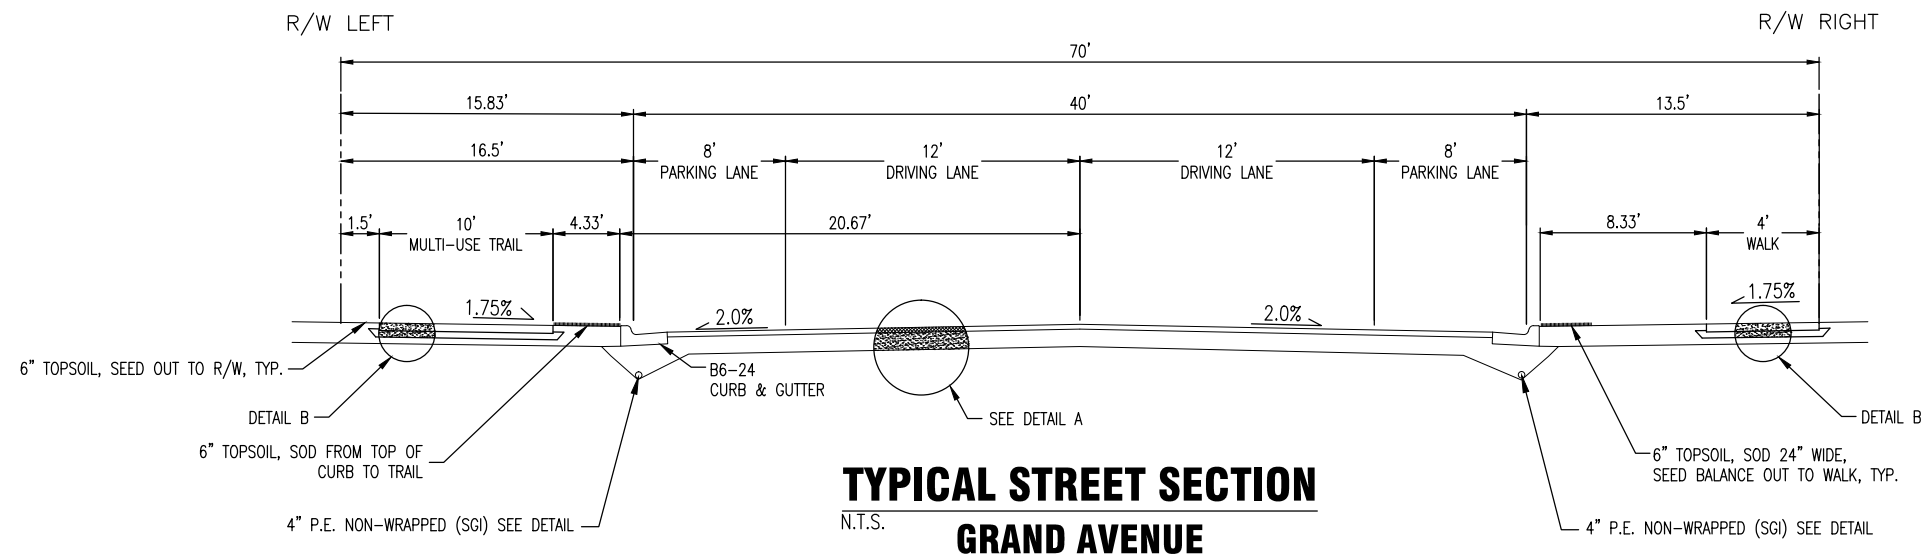 R/W LEFT
R/W RIGHT
70'
15.83'
40'
13.5'
16.5'
8'
PARKING LANE
12'
DRIVING LANE
12'
DRIVING LANE
8'
PARKING LANE
1.5'
10'
MULTI-USE TRAIL
4.33'
20.67'
8.33'
4'
WALK
1.75%
2.0%
2.0%
1.75%
6" TOPSOIL, SEED OUT TO R/W, TYP.
B6-24
CURB & GUTTER
DETAIL B
SEE DETAIL A
DETAIL B
6" TOPSOIL, SOD FROM TOP OF
CURB TO TRAIL
6" TOPSOIL, SOD 24" WIDE,
SEED BALANCE OUT TO WALK, TYP.
4" P.E. NON-WRAPPED (SGI) SEE DETAIL
4" P.E. NON-WRAPPED (SGI) SEE DETAIL
TYPICAL STREET SECTION
N.T.S.
GRAND AVENUE